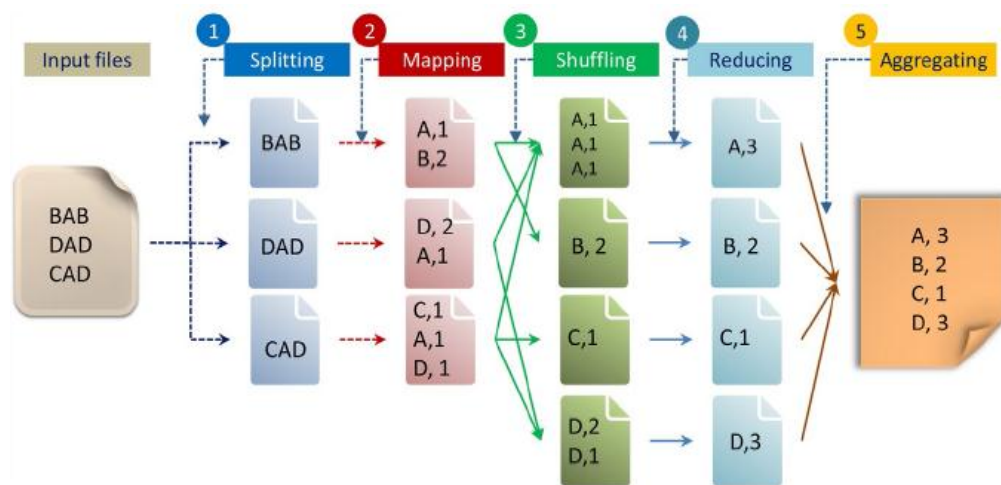 1
2
3
4
5
Input files
Splitting
Mapping
Shuffling
Reducing
Aggregating
BAB
DAD
CAD
BAB
DAD
CAD
A,1
B,2
D, 2
A,1
C,1
A,1
D, 1
A,1
A,1
A,1
B, 2
C,1
D,2
D,1
A,3
B, 2
C,1
D,3
A, 3
B, 2
C, 1
D, 3